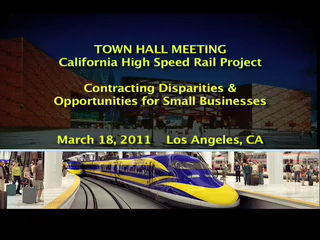 TOWN HALL MEETING
California High Speed Rail Project
Contracting Disparities &
Opportunities for Small Businesses
March 18, 2011 Los Angeles, CA